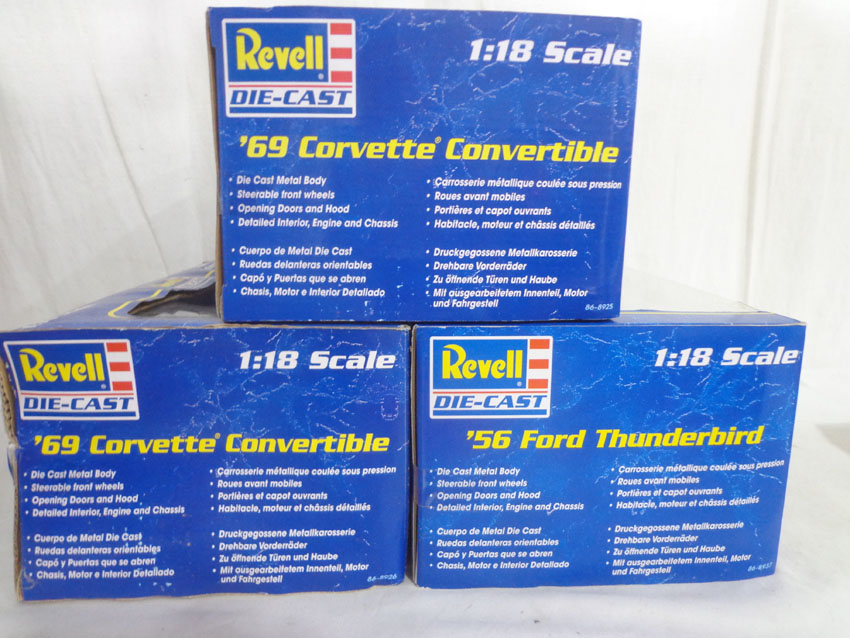 Revell
DIE-CAST
1:18 Scale
'69 Corvette® Convertible
• Die Cast Metal Body
• Steerable front wheels
• Opening Doors and Hood
• Detailed Interior, Engine and Chassis
• Carrosserie métallique coulée sous pression
• Roues avant mobiles
• Portières et capot ouvrants
• Habitacle, moteur et châssis détaillés
• Cuerpo de Metal Die Cast
• Ruedas delanteras orientables
• Capó y Puertas que se abren
• Chasis, Motor e Interior Detallado
• Druckgegossene Metallkarosserie
• Drehbare Vorderräder
• Zu öffnende Türen und Haube
• Mit ausgearbeitetem Innenteil, Motor
und Fahrgestell
86-8925
Revell
DIE-CAST
1:18 Scale
'69 Corvette® Convertible
• Die Cast Metal Body
• Steerable front wheels
• Opening Doors and Hood
• Detailed Interior, Engine and Chassis
• Carrosserie métallique coulée sous pression
• Roues avant mobiles
• Portières et capot ouvrants
• Habitacle, moteur et châssis détaillés
• Cuerpo de Metal Die Cast
• Ruedas delanteras orientables
• Capó y Puertas que se abren
• Chasis, Motor e Interior Detallado
• Druckgegossene Metallkarosserie
• Drehbare Vorderräder
• Zu öffnende Türen und Haube
• Mit ausgearbeitetem Innenteil, Motor
und Fahrgestell
86-8926
Revell
DIE-CAST
1:18 Scale
'56 Ford Thunderbird
• Die Cast Metal Body
• Steerable front wheels
• Opening Doors and Hood
• Detailed Interior, Engine and Chassis
• Carrosserie métallique coulée sous pression
• Roues avant mobiles
• Portières et capot ouvrants
• Habitacle, moteur et châssis détaillés
• Cuerpo de Metal Die Cast
• Ruedas delanteras orientables
• Capó y Puertas que se abren
• Chasis, Motor e Interior Detallado
• Druckgegossene Metallkarosserie
• Drehbare Vorderräder
• Zu öffnende Türen und Haube
• Mit ausgearbeitetem Innenteil, Motor
und Fahrgestell